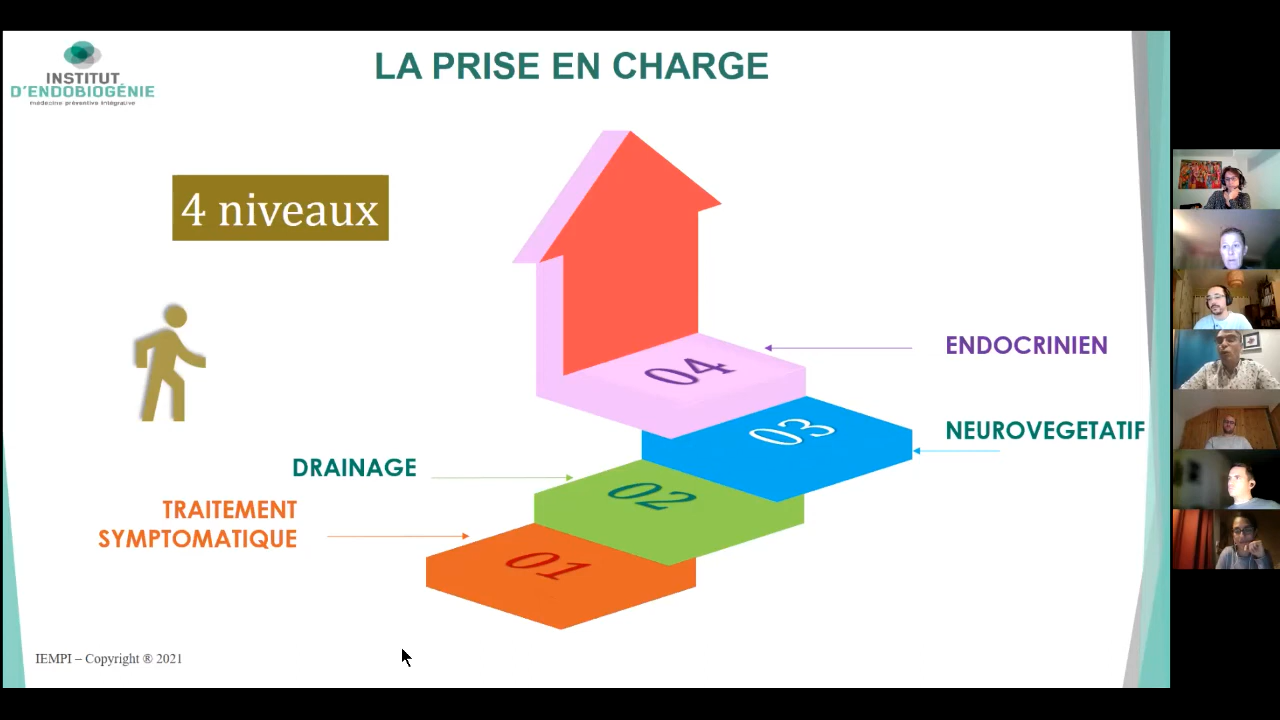 LA PRISE EN CHARGE
INSTITUT
D'ENDOBIOGÉNIE
médecine préventive intégrative
4 niveaux
04
ENDOCRINIEN
03
NEUROVEGETATIF
DRAINAGE
02
TRAITEMENT
SYMPTOMATIQUE
01
IEMPI – Copyright ® 2021